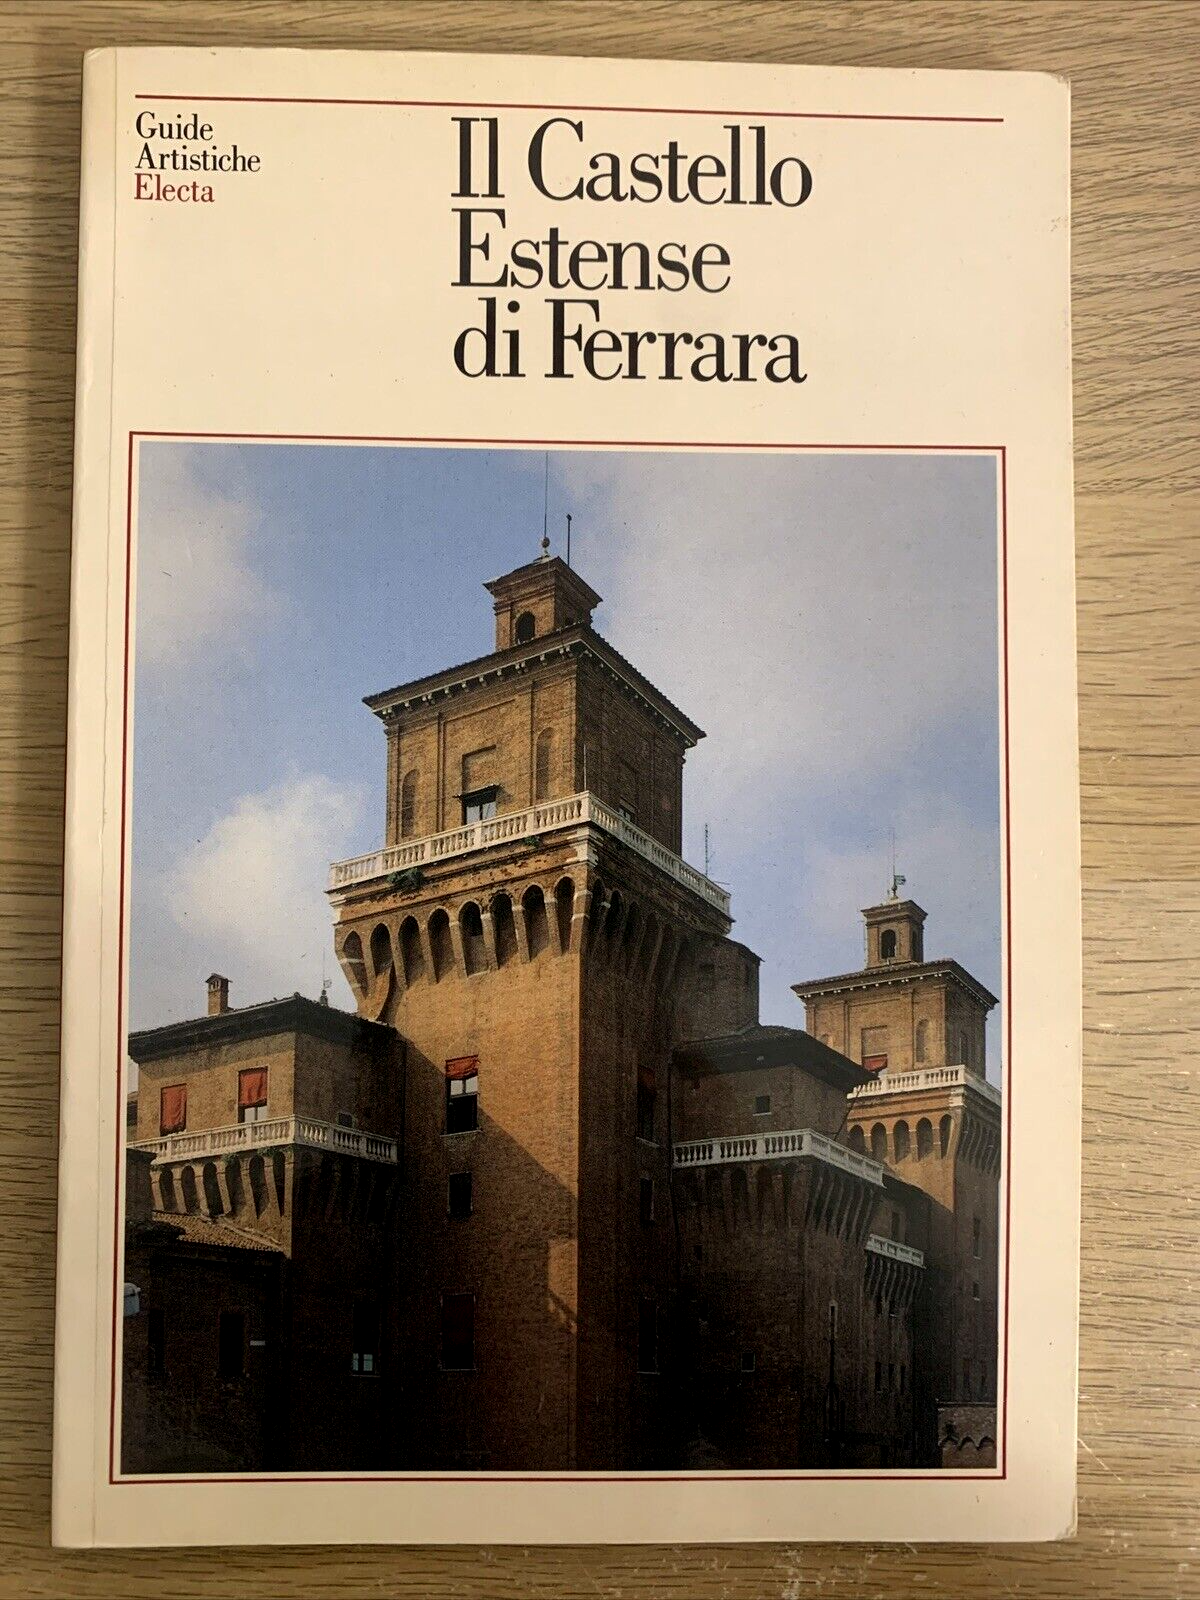 Guide
Artistiche
Electa
Il Castello
Estense
di Ferrara